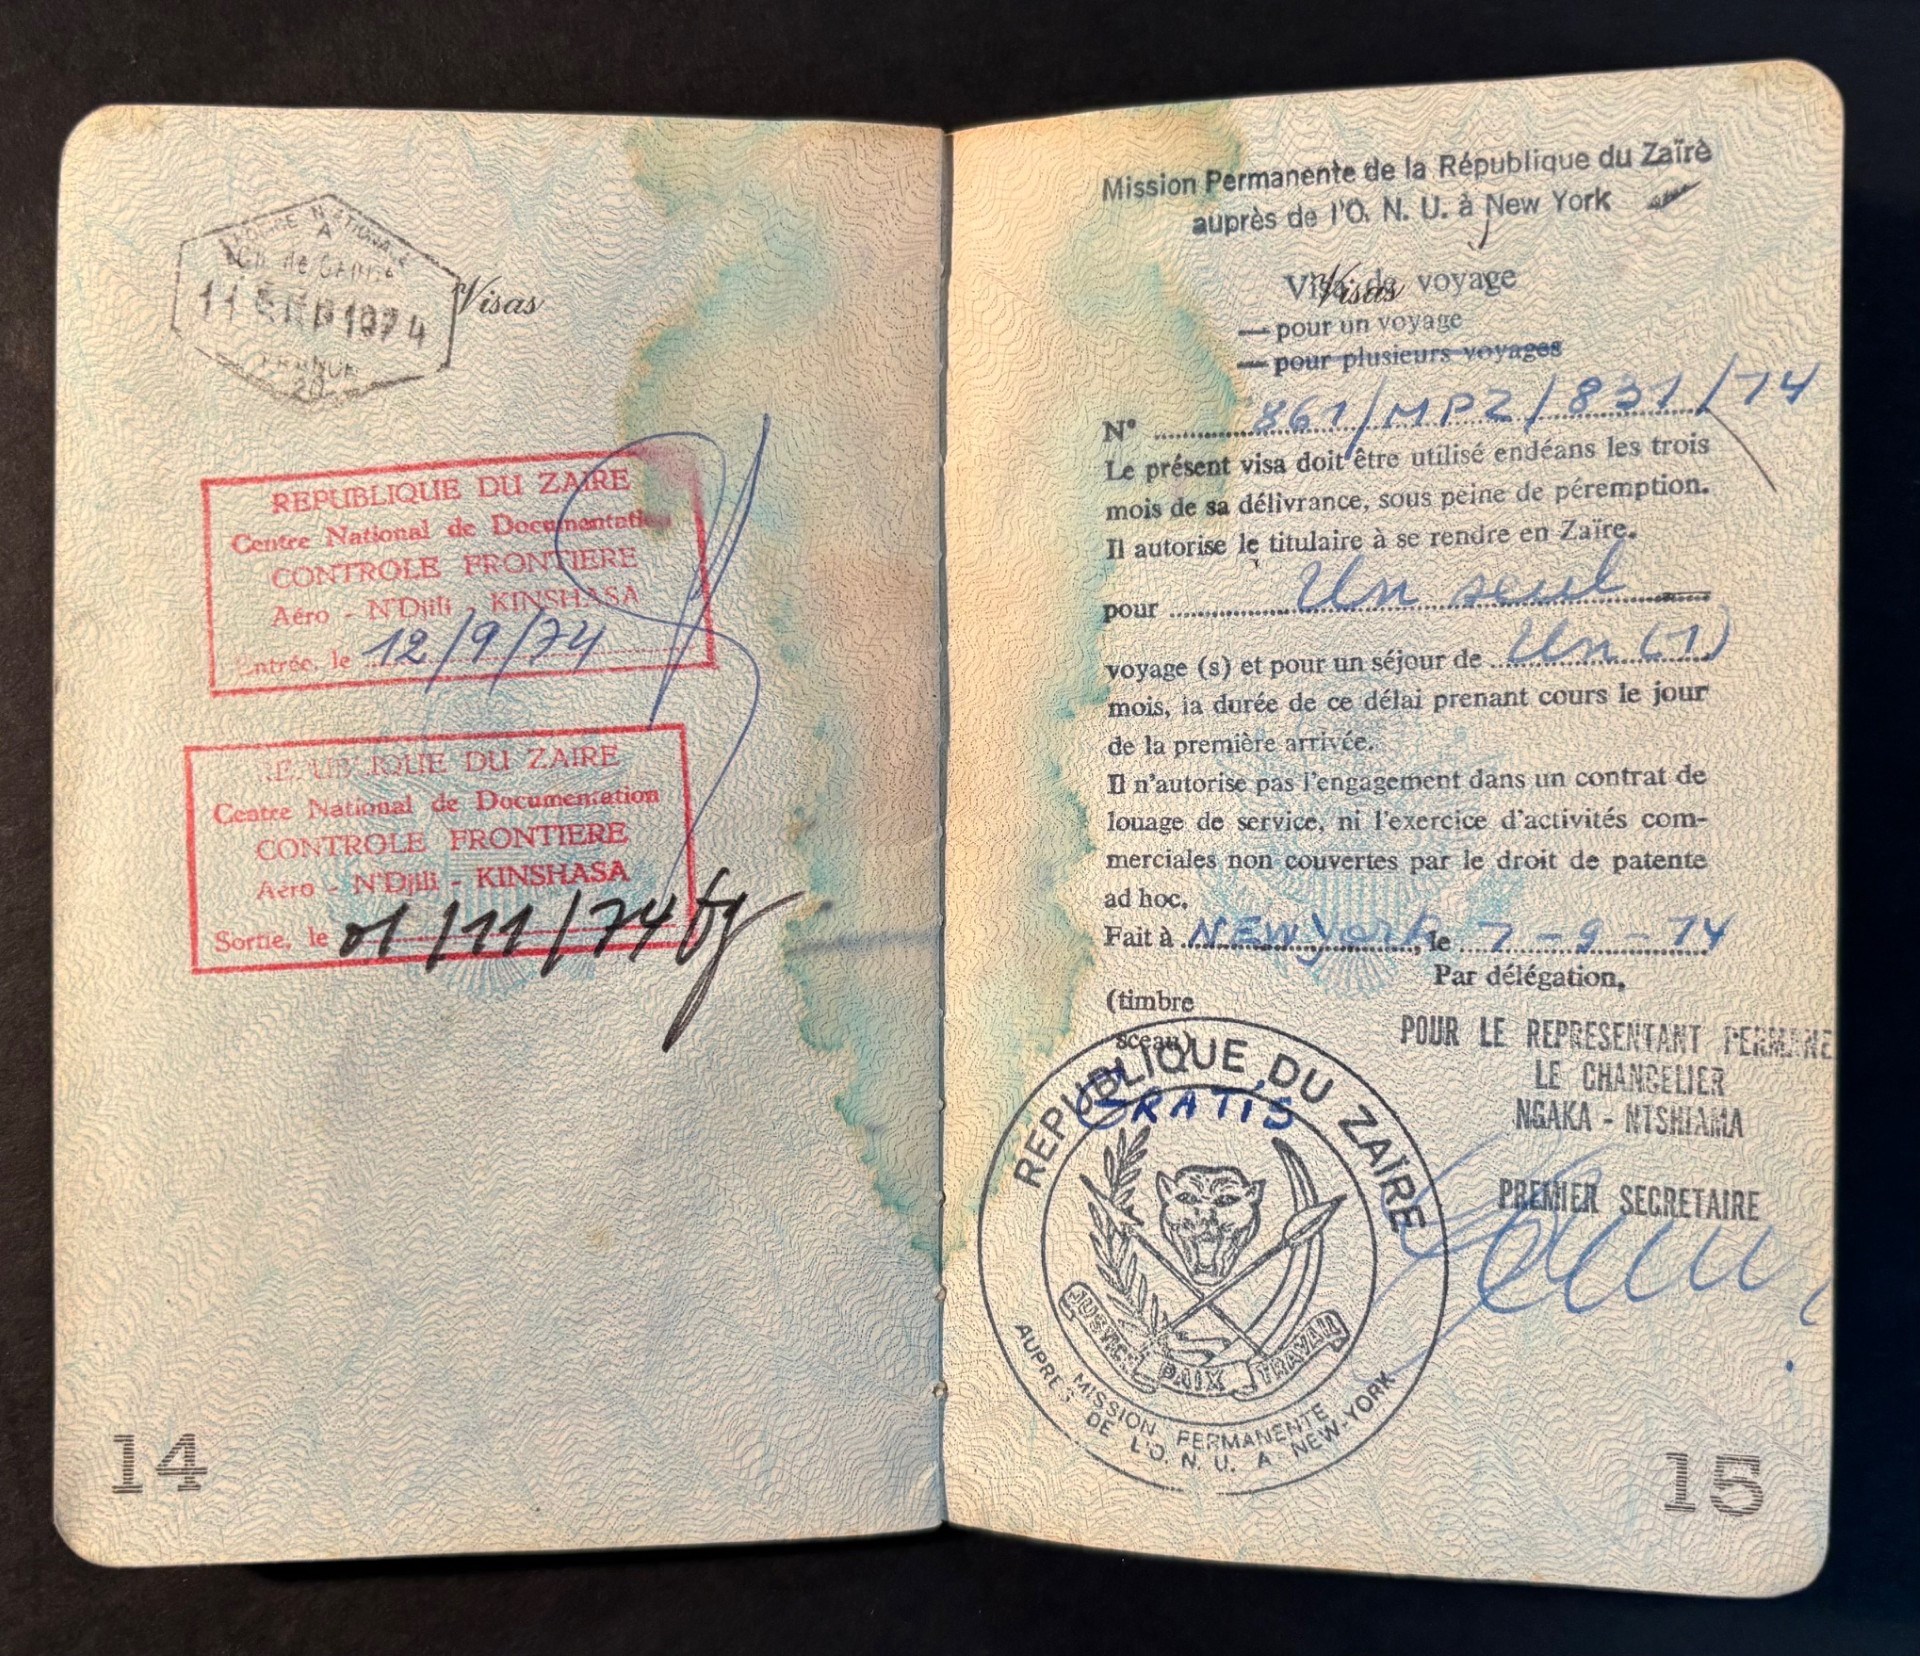 POLICE NATIONALE
A
11 SEP 1974
FRANCE
20
Visas
REPUBLIQUE DU ZAIRE
Centre National de Documentation
CONTROLE FRONTIERE
Aéro - N'Djili - KINSHASA
Entrée, le 12/9/74
REPUBLIQUE DU ZAIRE
Centre National de Documentation
CONTROLE FRONTIERE
Aéro - N'Djili - KINSHASA
Sortie, le 01/11/74
14
Mission Permanente de la République du Zaïre
auprès de l'O. N. U. à New York
Visa de voyage
Visas
— pour un voyage
— pour plusieurs voyages
N° 861/MPZ/831/74
Le présent visa doit être utilisé endéans les trois
mois de sa délivrance, sous peine de péremption.
Il autorise le titulaire à se rendre en Zaïre.
pour Un seul
voyage (s) et pour un séjour de Un (1)
mois, la durée de ce délai prenant cours le jour
de la première arrivée.
Il n'autorise pas l'engagement dans un contrat de
louage de service, ni l'exercice d'activités com-
merciales non couvertes par le droit de patente
ad hoc.
Fait à NEW York, le 7-9-74
Par délégation,
(timbre
sceau)
GRATIS
POUR LE REPRESENTANT PERMANE
LE CHANCELIER
NGAKA - NTSHIAMA
PREMIER SECRETAIRE
REPUBLIQUE DU ZAÏRE
JUSTICE PAIX TRAVAIL
MISSION PERMANENTE
AUPRES DE L'O. N. U. A NEW-YORK
15